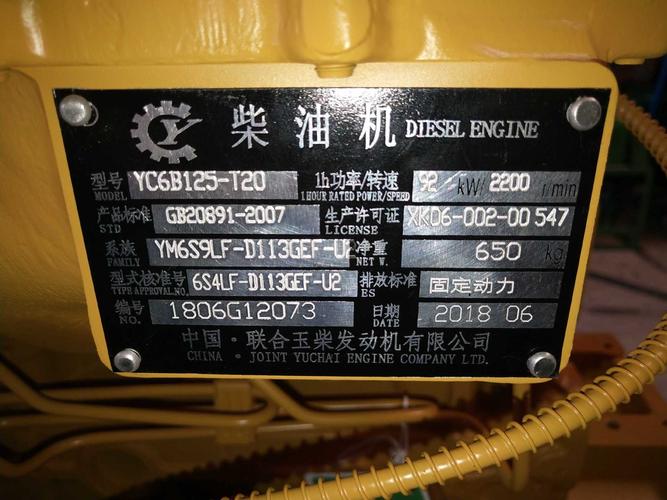 柴油机 DIESEL ENGINE
型号 YC6B125-T20 1h功率/转速 92 kW/ 2200 r/min
MODEL 1 HOUR RATED POWER/SPEED
产品标准 GB20891-2007 生产许可证 XK06-002-00547
STD LICENSE
系族 YM6S9LF-D113GEF-U2 净重 650 kg
FAMILY NET W.
型式核准号 6S4LF-D113GEF-U2 排放标准 固定动力
TYPE APPROVAL NO. ES
编号 1806G12073 日期 2018 06
NO. DATE
中国·联合玉柴发动机有限公司
CHINA · JOINT YUCHAI ENGINE COMPANY LTD.